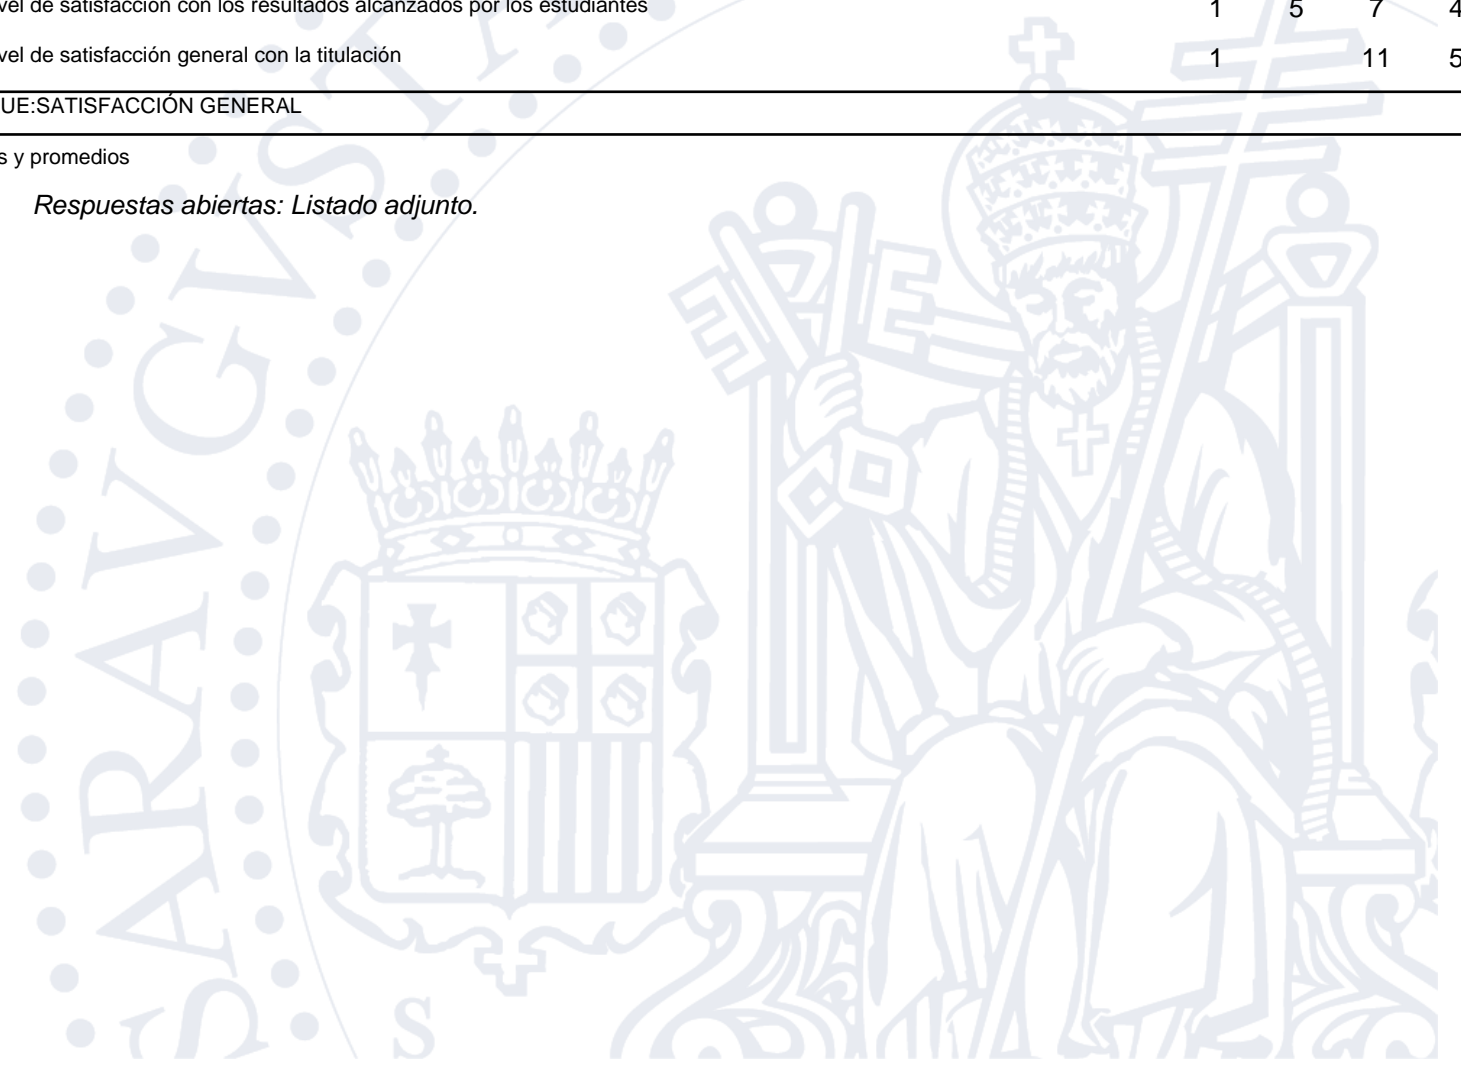 vel de satisfacción con los resultados alcanzados por los estudiantes 1 5 7 4
vel de satisfacción general con la titulación 1 11 5
UE:SATISFACCIÓN GENERAL
s y promedios
Respuestas abiertas: Listado adjunto.
SARAVGVSTA
S